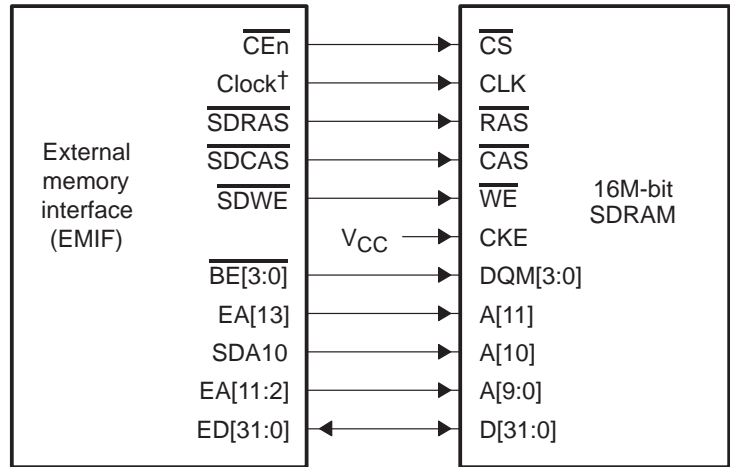 CEn CS
Clock† CLK
SDRAS RAS
SDCAS CAS
SDWE WE
External
memory
interface
(EMIF)
16M-bit
SDRAM
VCC CKE
BE[3:0] DQM[3:0]
EA[13] A[11]
SDA10 A[10]
EA[11:2] A[9:0]
ED[31:0] D[31:0]